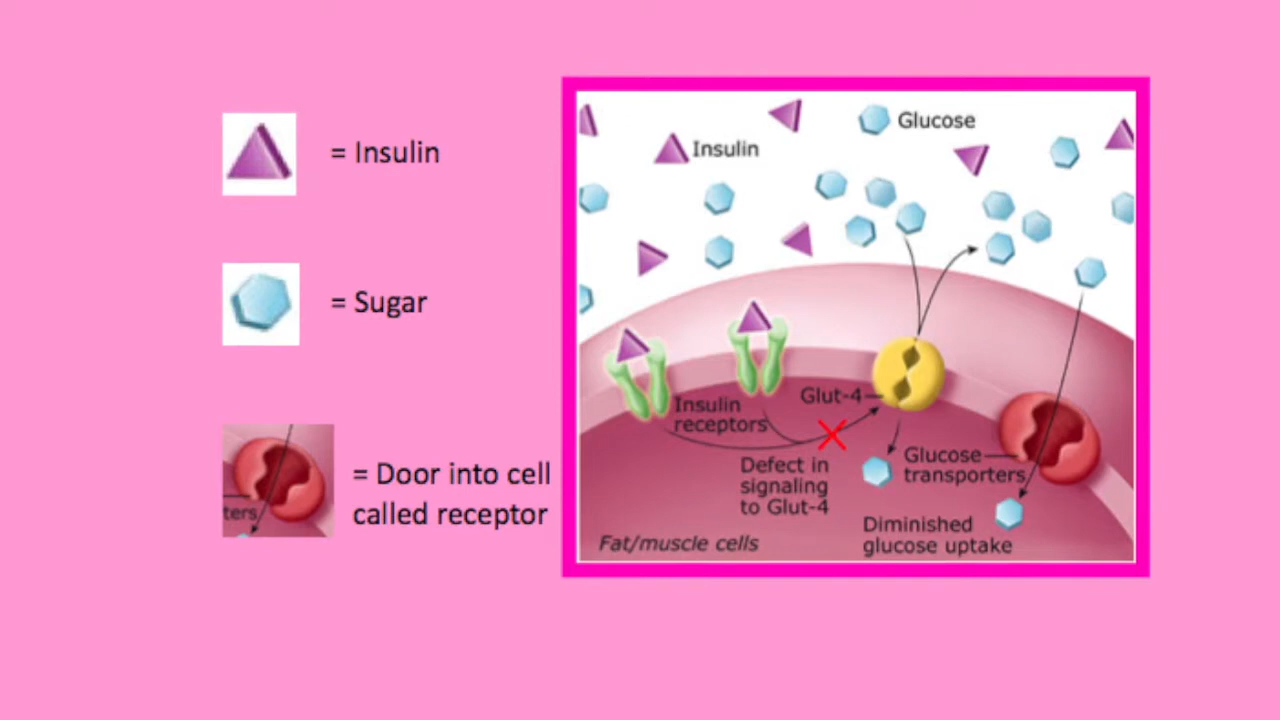 = Insulin
= Sugar
ters
= Door into cell
called receptor
Glucose
Insulin
Glut-4
Insulin
receptors
Glucose
transporters
Defect in
signaling
to Glut-4
Diminished
glucose uptake
Fat/muscle cells